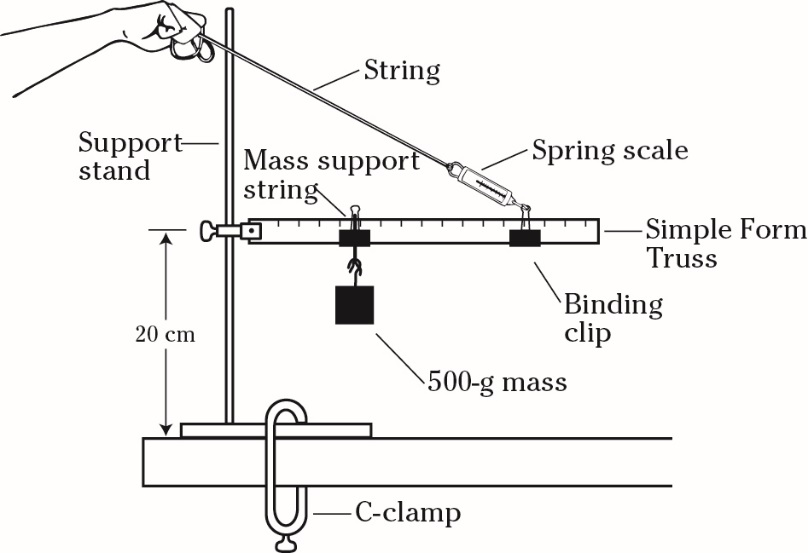 String
Support
stand
Mass support
string
Spring scale
Simple Form
Truss
Binding
clip
20 cm
500-g mass
C-clamp